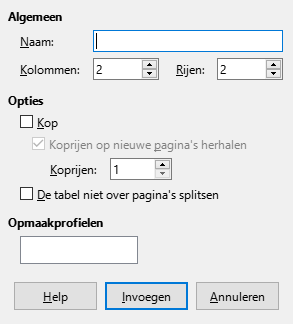 Algemeen
Naam:
Kolommen: 2 Rijen: 2
Opties
Kop
Koprijen op nieuwe pagina's herhalen
Koprijen: 1
De tabel niet over pagina's splitsen
Opmaakprofielen
Help Invoegen Annuleren